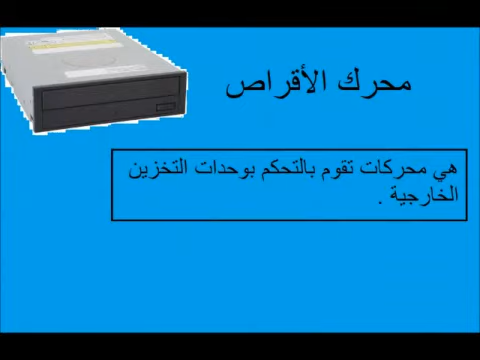 محرك الأقراص
هي محركات تقوم بالتحكم بوحدات التخزين
الخارجية .